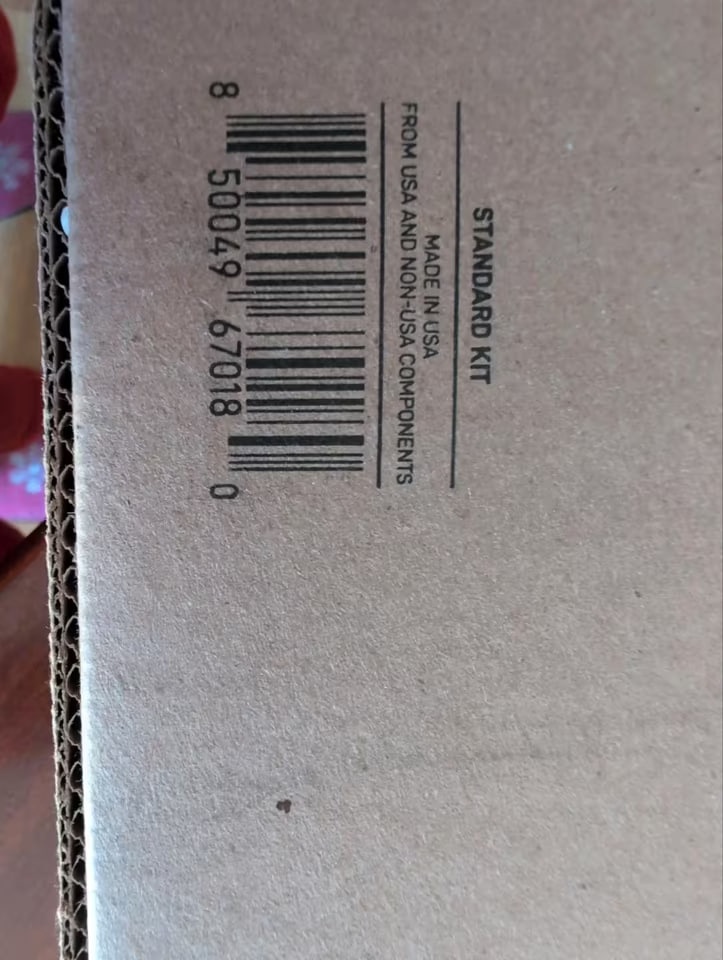 STANDARD KIT
MADE IN USA
FROM USA AND NON-USA COMPONENTS
8 50049 67018 0